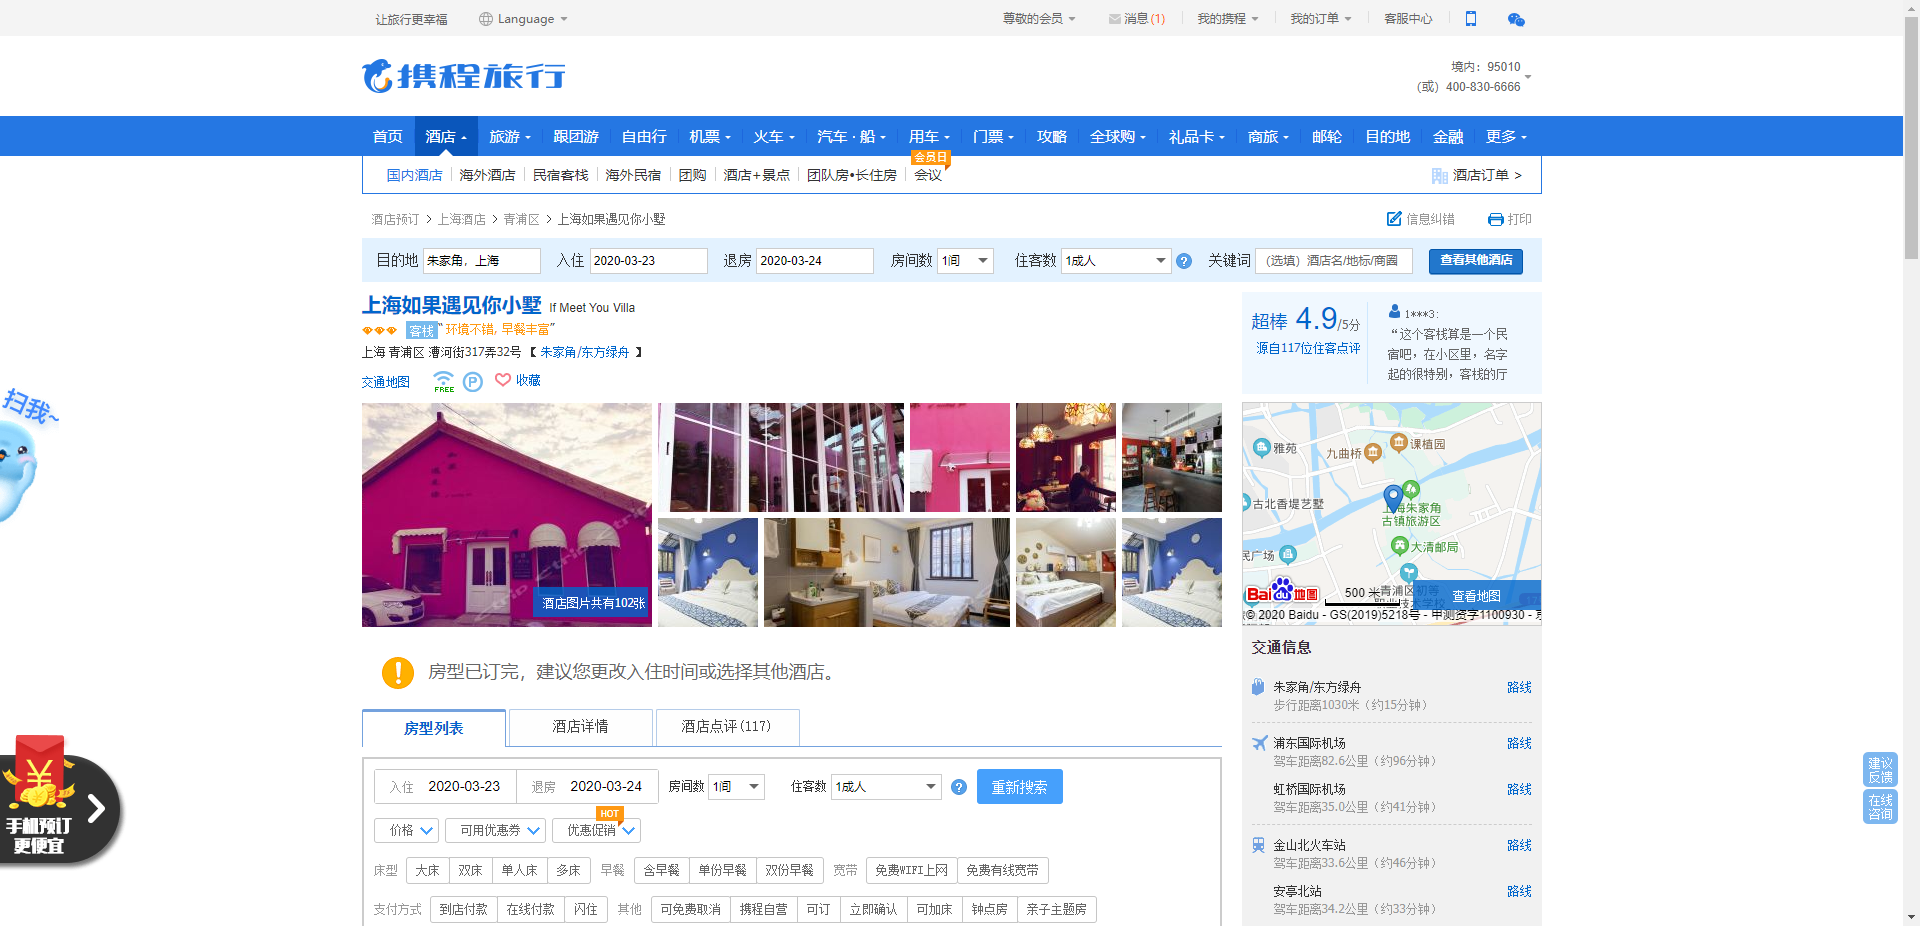 让旅行更幸福 Language 尊敬的会员 消息(1) 我的携程 我的订单 客服中心
携程旅行
境内：95010
(或) 400-830-6666
首页 酒店 旅游 跟团游 自由行 机票 火车 汽车·船 用车 门票 攻略 全球购 礼品卡 商旅 邮轮 目的地 金融 更多
会员日
国内酒店 海外酒店 民宿客栈 海外民宿 团购 酒店+景点 团队房•长住房 会议 酒店订单 >
酒店预订 > 上海酒店 > 青浦区 > 上海如果遇见你小墅 信息纠错 打印
目的地 朱家角，上海 入住 2020-03-23 退房 2020-03-24 房间数 1间 住客数 1成人 ? 关键词 （选填）酒店名/地标/商圈 查看其他酒店
上海如果遇见你小墅 If Meet You Villa
客栈 “环境不错, 早餐丰富”
上海 青浦区 漕河街317弄32号 【 朱家角/东方绿舟 】
交通地图 FREE P 收藏
超棒 4.9/5分
源自117位住客点评
1***3:
“这个客栈算是一个民
宿吧，在小区里，名字
起的很特别，客栈的厅
扫我~
酒店图片共有102张
雅苑
九曲桥
课植园
古北香堤艺墅
上海朱家角
古镇旅游区
大清邮局
民广场
青浦区初等
职业技术学校
Bai 地图
500 米
查看地图
© 2020 Baidu - GS(2019)5218号 - 甲测资字1100930 - 京
房型已订完，建议您更改入住时间或选择其他酒店。
房型列表 酒店详情 酒店点评(117)
入住 2020-03-23 退房 2020-03-24 房间数 1间 住客数 1成人 ? 重新搜索
HOT
价格 可用优惠券 优惠促销
床型 大床 双床 单人床 多床 早餐 含早餐 单份早餐 双份早餐 宽带 免费WIFI上网 免费有线宽带
支付方式 到店付款 在线付款 闪住 其他 可免费取消 携程自营 可订 立即确认 可加床 钟点房 亲子主题房
交通信息
朱家角/东方绿舟 路线
步行距离1030米（约15分钟）
浦东国际机场 路线
驾车距离82.6公里（约96分钟）
虹桥国际机场 路线
驾车距离35.0公里（约41分钟）
金山北火车站 路线
驾车距离33.6公里（约46分钟）
安亭北站 路线
驾车距离34.2公里（约33分钟）
手机预订
更便宜
建议
反馈
在线
咨询